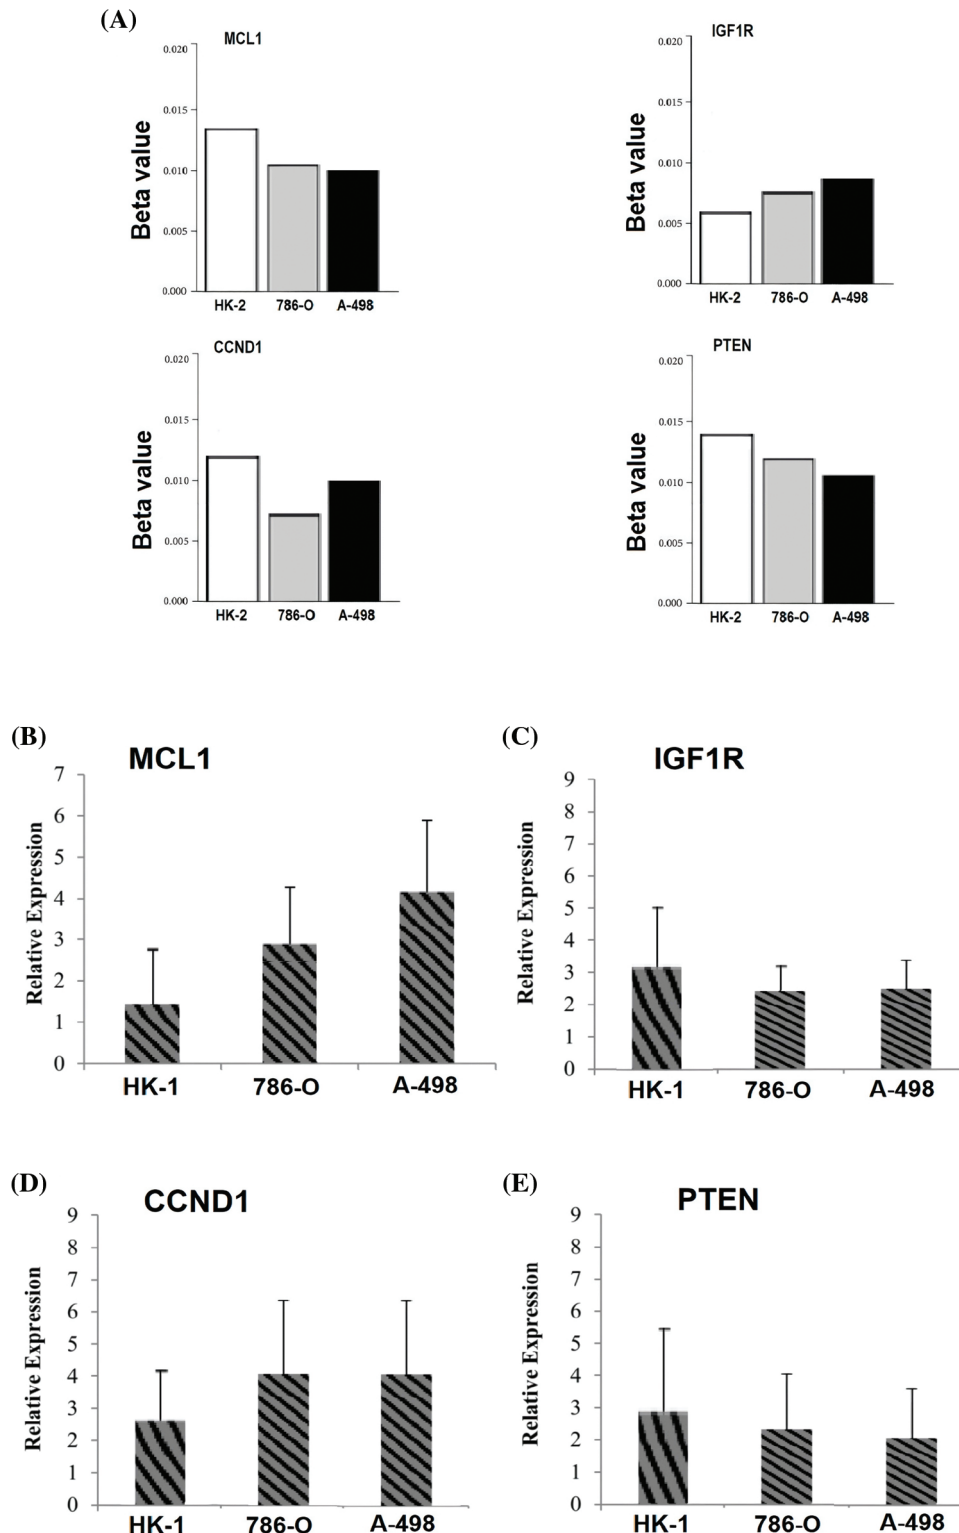 (A)
MCL1
0.020
0.015
0.010
0.005
0.000
Beta value
HK-2 786-O A-498
IGF1R
0.020
0.015
0.010
0.005
0.000
Beta value
HK-2 786-O A-498
CCND1
0.020
0.015
0.010
0.005
0.000
Beta value
HK-2 786-O A-498
PTEN
0.020
0.015
0.010
0.005
0.000
Beta value
HK-2 786-O A-498
(B)
MCL1
7
6
5
4
3
2
1
0
Relative Expression
HK-1 786-O A-498
(C)
IGF1R
9
8
7
6
5
4
3
2
1
0
Relative Expression
HK-1 786-O A-498
(D)
CCND1
9
8
7
6
5
4
3
2
1
0
Relative Expression
HK-1 786-O A-498
(E)
PTEN
9
8
7
6
5
4
3
2
1
0
Relative Expression
HK-1 786-O A-498